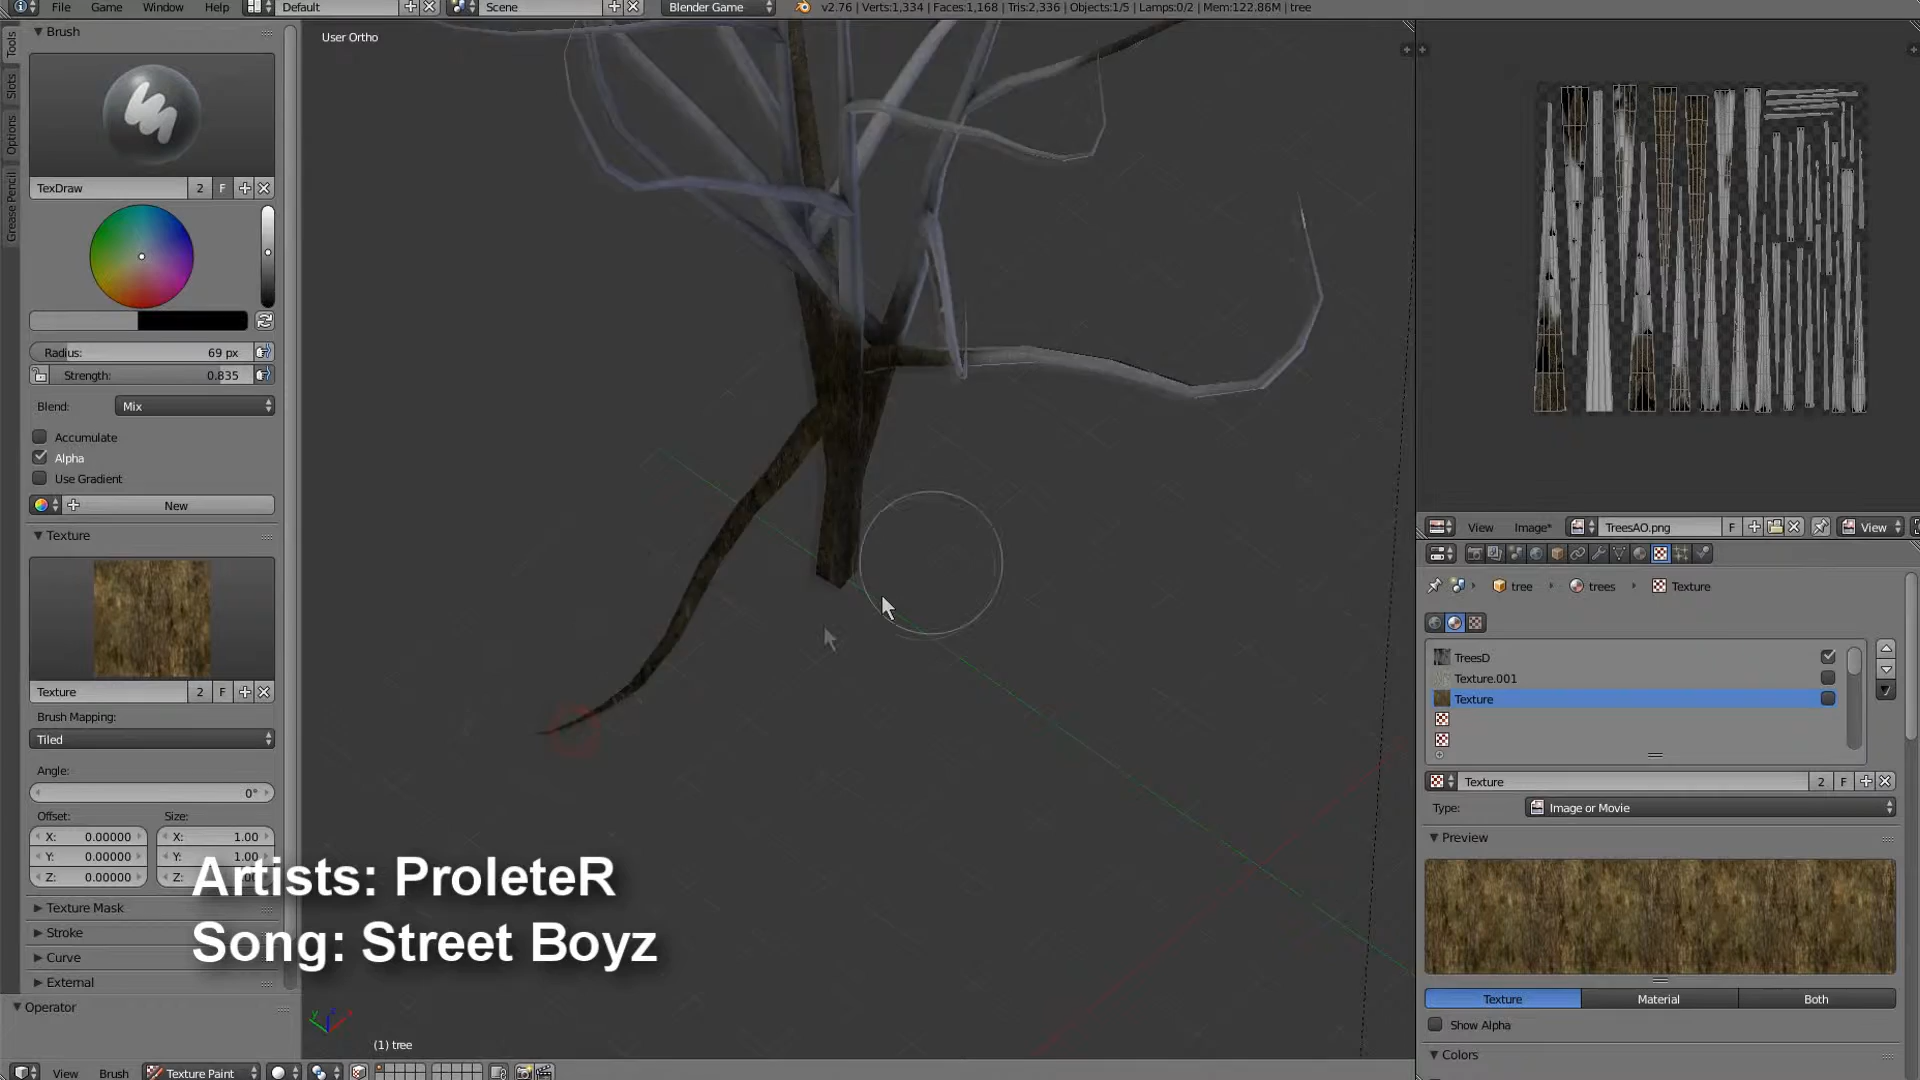 File Game Window Help Default Scene Blender Game v2.76 | Verts:1,334 | Faces:1,168 | Tris:2,336 | Objects:1/5 | Lamps:0/2 | Mem:122.86M | tree
Tools
Slots
Options
Grease Pencil
Brush
TexDraw 2 F
Radius: 69 px
Strength: 0.835
Blend: Mix
Accumulate
Alpha
Use Gradient
New
Texture
Texture 2 F
Brush Mapping:
Tiled
Angle:
0°
Offset: Size:
X: 0.00000 X: 1.00
Y: 0.00000 Y: 1.00
Z: 0.00000 Z:
Texture Mask
Stroke
Curve
External
Operator
User Ortho
Artists: ProleteR
Song: Street Boyz
(1) tree
View Brush Texture Paint
View Image* TreesAO.png F View
tree trees Texture
TreesD
Texture.001
Texture
Texture 2 F
Type: Image or Movie
Preview
Texture Material Both
Show Alpha
Colors